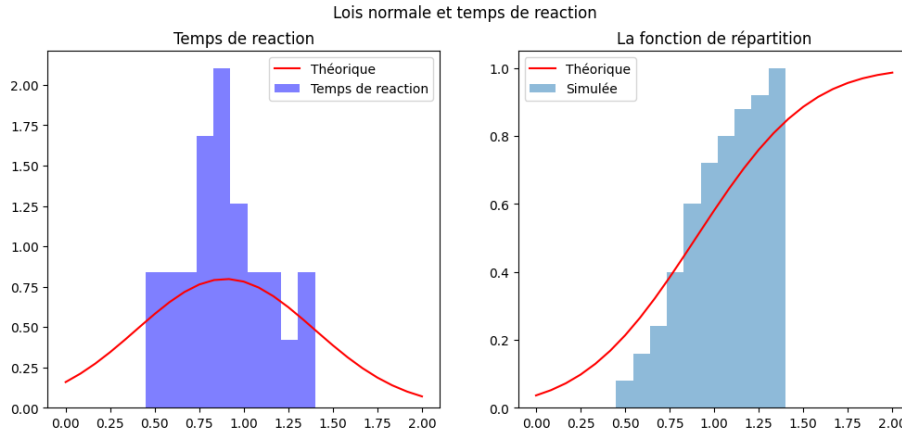 Lois normale et temps de reaction
Temps de reaction
Théorique
Temps de reaction
2.00
1.75
1.50
1.25
1.00
0.75
0.50
0.25
0.00
0.00 0.25 0.50 0.75 1.00 1.25 1.50 1.75 2.00
La fonction de répartition
Théorique
Simulée
1.0
0.8
0.6
0.4
0.2
0.0
0.00 0.25 0.50 0.75 1.00 1.25 1.50 1.75 2.00